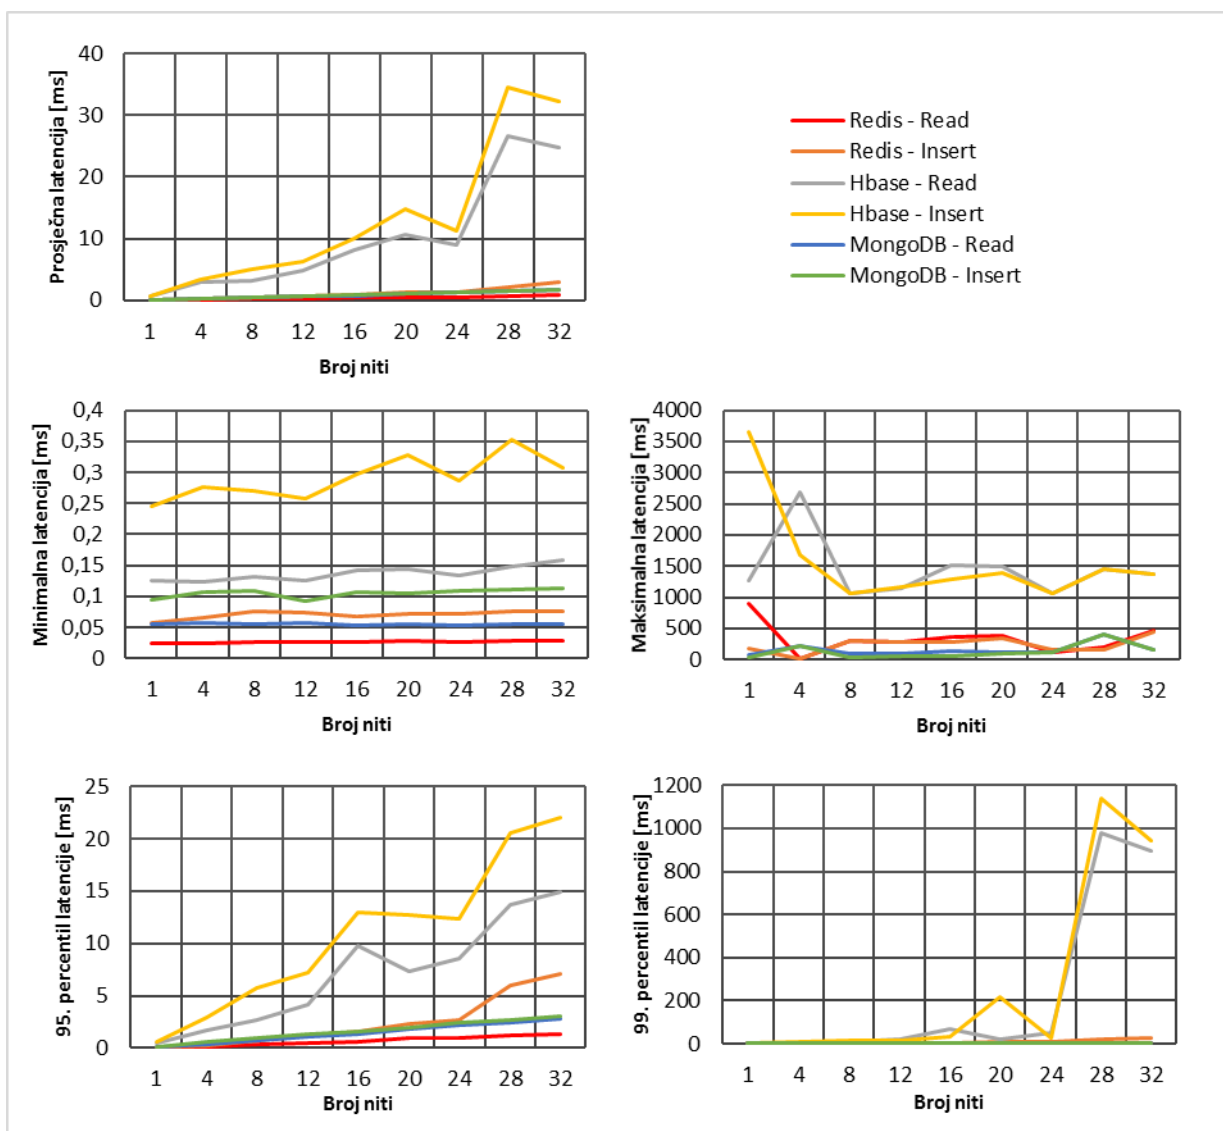 Prosječna latencija [ms]
40
30
20
10
0
1 4 8 12 16 20 24 28 32
Broj niti
Redis - Read
Redis - Insert
Hbase - Read
Hbase - Insert
MongoDB - Read
MongoDB - Insert
Minimalna latencija [ms]
0,4
0,35
0,3
0,25
0,2
0,15
0,1
0,05
0
1 4 8 12 16 20 24 28 32
Broj niti
Maksimalna latencija [ms]
4000
3500
3000
2500
2000
1500
1000
500
0
1 4 8 12 16 20 24 28 32
Broj niti
95. percentil latencije [ms]
25
20
15
10
5
0
1 4 8 12 16 20 24 28 32
Broj niti
99. percentil latencije [ms]
1200
1000
800
600
400
200
0
1 4 8 12 16 20 24 28 32
Broj niti